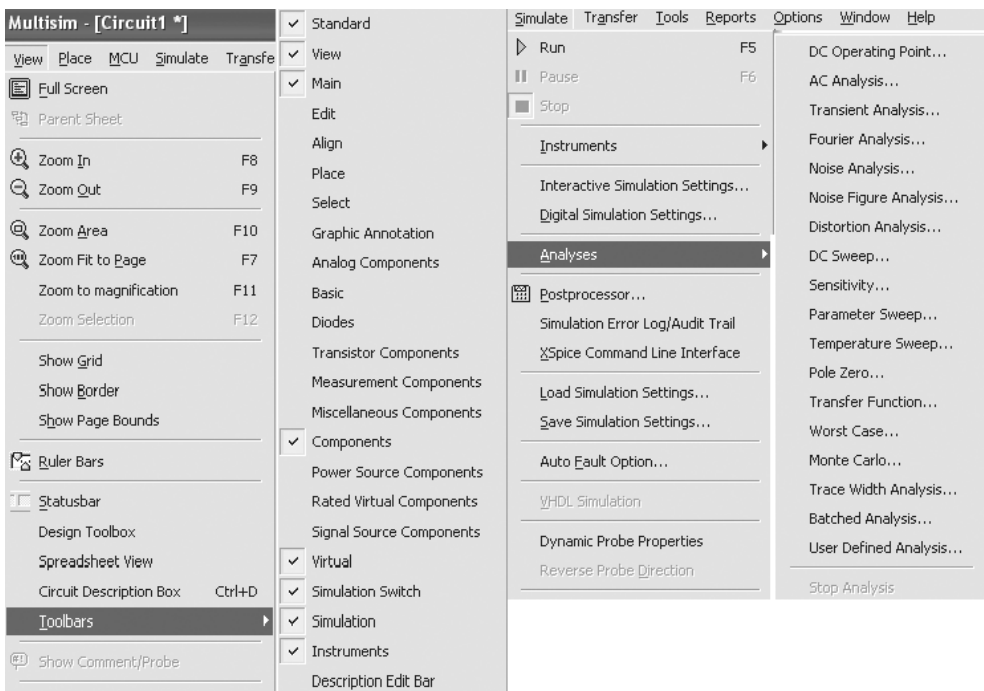 Multisim - [Circuit1 *]
View Place MCU Simulate Transfe
Full Screen
Parent Sheet
Zoom In F8
Zoom Out F9
Zoom Area F10
Zoom Fit to Page F7
Zoom to magnification F11
Zoom Selection F12
Show Grid
Show Border
Show Page Bounds
Ruler Bars
Statusbar
Design Toolbox
Spreadsheet View
Circuit Description Box Ctrl+D
Toolbars
Show Comment/Probe
Standard
View
Main
Edit
Align
Place
Select
Graphic Annotation
Analog Components
Basic
Diodes
Transistor Components
Measurement Components
Miscellaneous Components
Components
Power Source Components
Rated Virtual Components
Signal Source Components
Virtual
Simulation Switch
Simulation
Instruments
Description Edit Bar
Simulate Transfer Tools Reports Options Window Help
Run F5
Pause F6
Stop
Instruments
Interactive Simulation Settings...
Digital Simulation Settings...
Analyses
Postprocessor...
Simulation Error Log/Audit Trail
XSpice Command Line Interface
Load Simulation Settings...
Save Simulation Settings...
Auto Fault Option...
VHDL Simulation
Dynamic Probe Properties
Reverse Probe Direction
DC Operating Point...
AC Analysis...
Transient Analysis...
Fourier Analysis...
Noise Analysis...
Noise Figure Analysis...
Distortion Analysis...
DC Sweep...
Sensitivity...
Parameter Sweep...
Temperature Sweep...
Pole Zero...
Transfer Function...
Worst Case...
Monte Carlo...
Trace Width Analysis...
Batched Analysis...
User Defined Analysis...
Stop Analysis